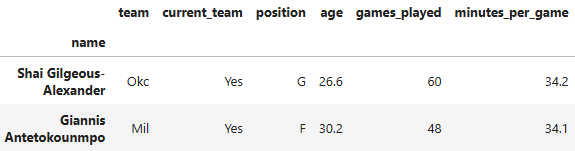 team current_team position age games_played minutes_per_game
name
Shai Gilgeous-
Alexander Okc Yes G 26.6 60 34.2
Giannis
Antetokounmpo Mil Yes F 30.2 48 34.1